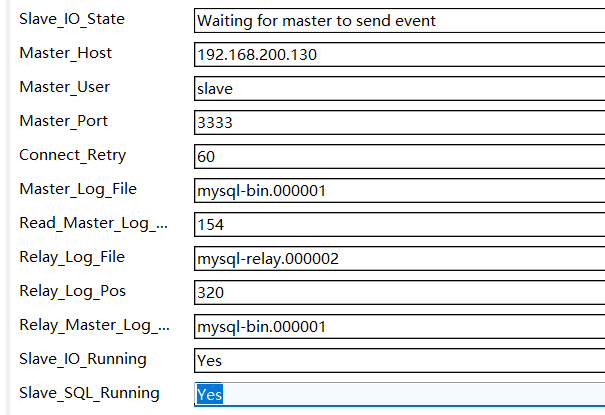 Slave_IO_State Waiting for master to send event
Master_Host 192.168.200.130
Master_User slave
Master_Port 3333
Connect_Retry 60
Master_Log_File mysql-bin.000001
Read_Master_Log_... 154
Relay_Log_File mysql-relay.000002
Relay_Log_Pos 320
Relay_Master_Log_... mysql-bin.000001
Slave_IO_Running Yes
Slave_SQL_Running Yes